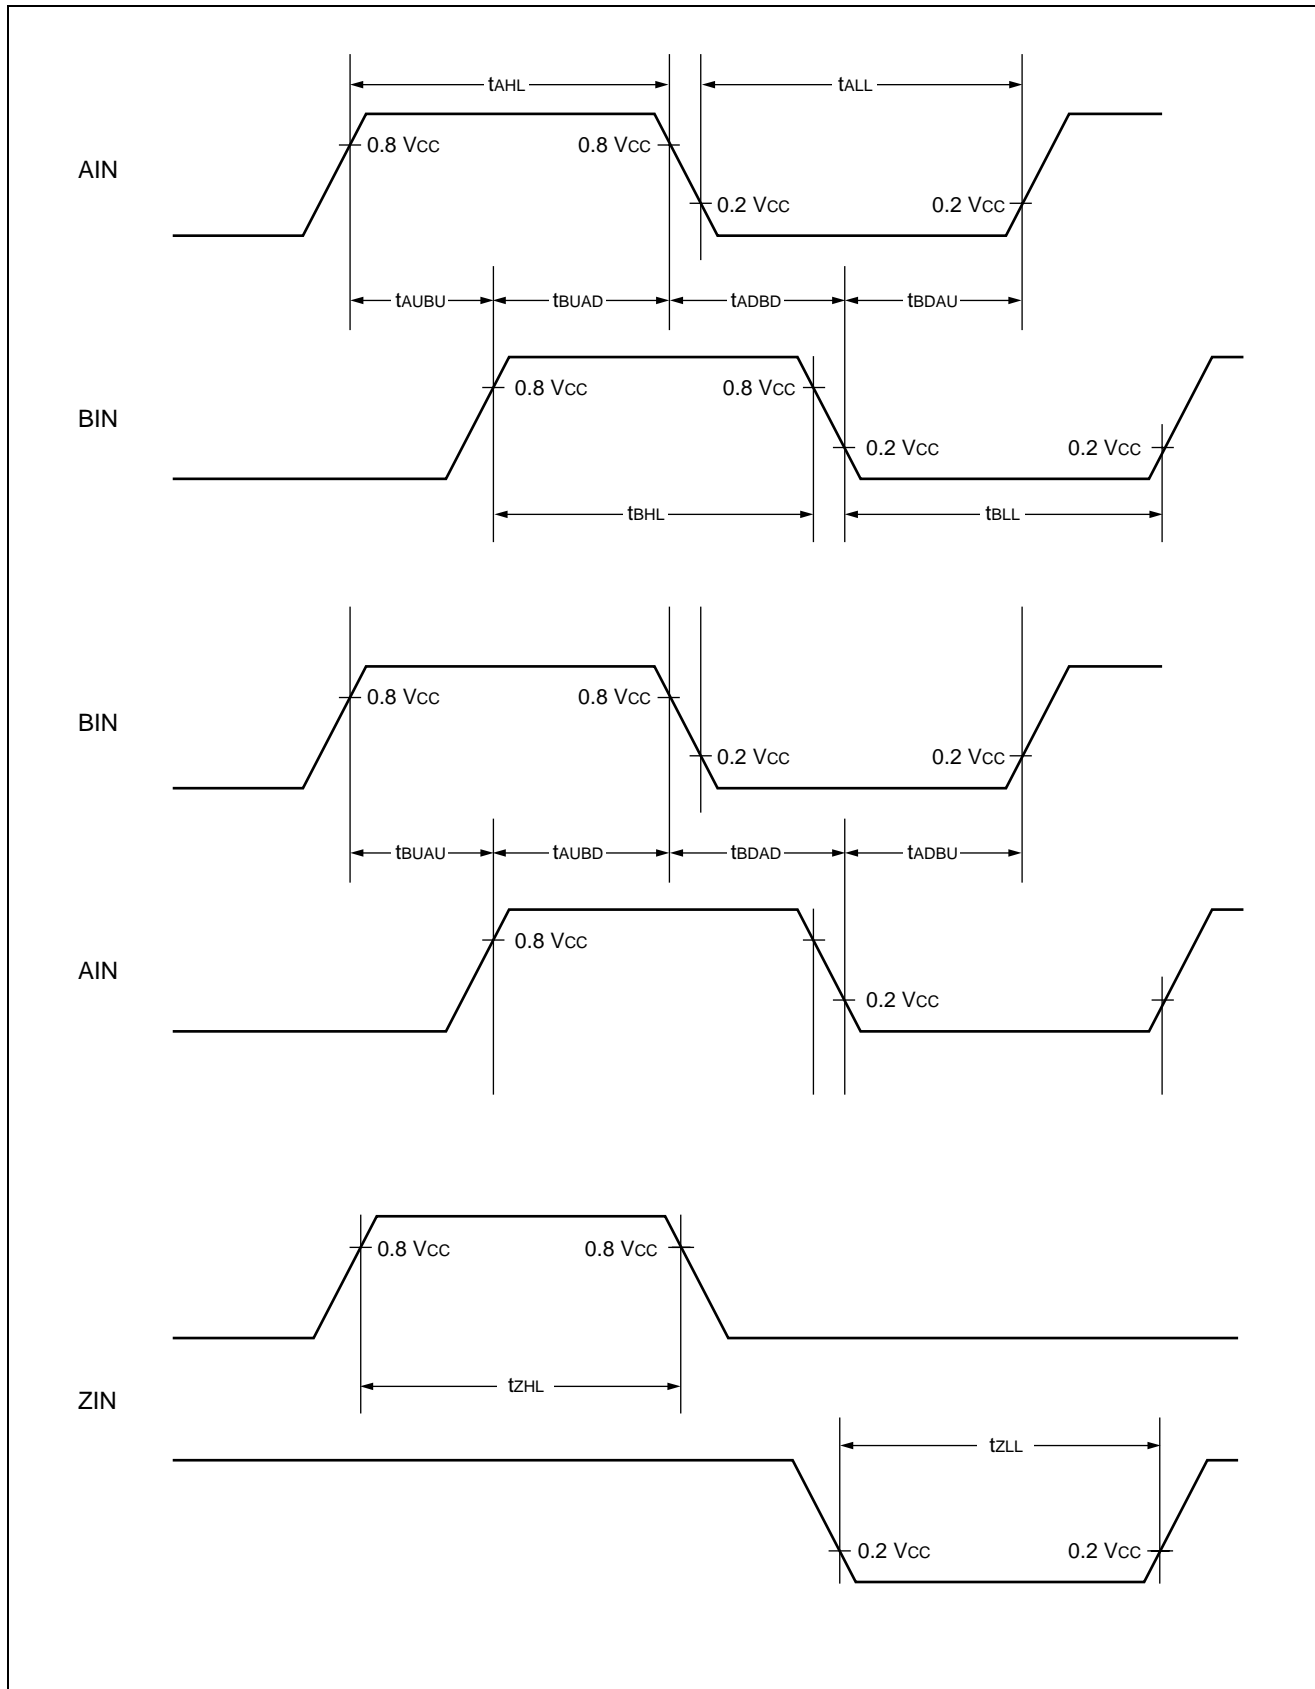 tAHL tALL
0.8 VCC 0.8 VCC
AIN
0.2 VCC 0.2 VCC
tAUBU tBUAD tADBD tBDAU
0.8 VCC 0.8 VCC
BIN
0.2 VCC 0.2 VCC
tBHL tBLL
0.8 VCC 0.8 VCC
BIN
0.2 VCC 0.2 VCC
tBUAU tAUBD tBDAD tADBU
0.8 VCC
AIN
0.2 VCC
0.8 VCC 0.8 VCC
tZHL
ZIN
tZLL
0.2 VCC 0.2 VCC